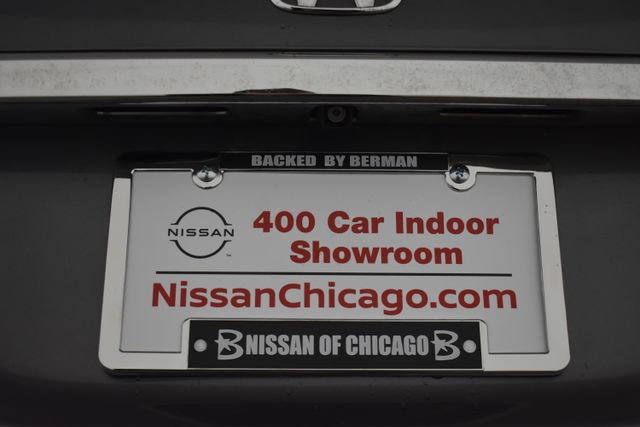 BACKED BY BERMAN
NISSAN
400 Car Indoor
Showroom
NissanChicago.com
B NISSAN OF CHICAGO B